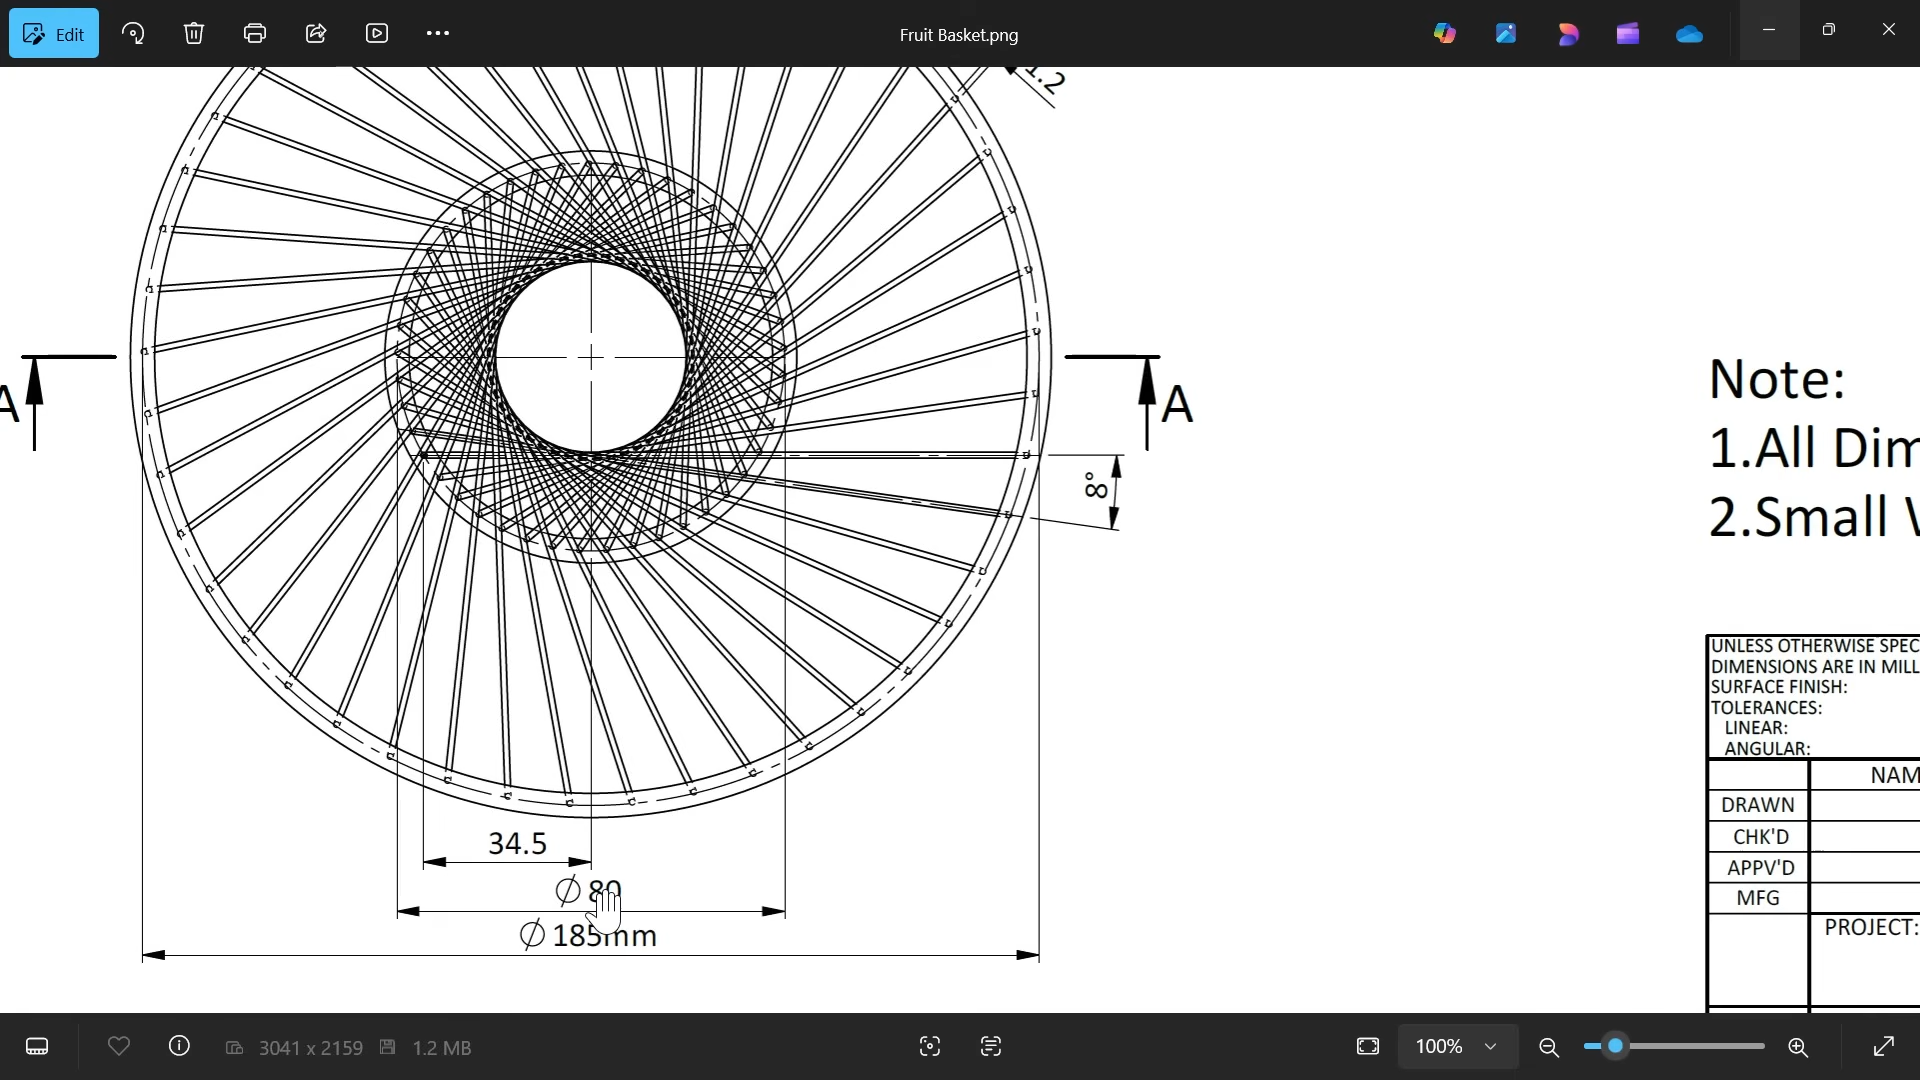 Edit
Fruit Basket.png
1.2
A
A
8°
34.5
∅ 80
∅ 185mm
Note:
1.All Dim
2.Small
UNLESS OTHERWISE SPEC
DIMENSIONS ARE IN MILL
SURFACE FINISH:
TOLERANCES:
LINEAR:
ANGULAR:
NAM
DRAWN
CHK'D
APPV'D
MFG
PROJECT:
3041 x 2159
1.2 MB
100%